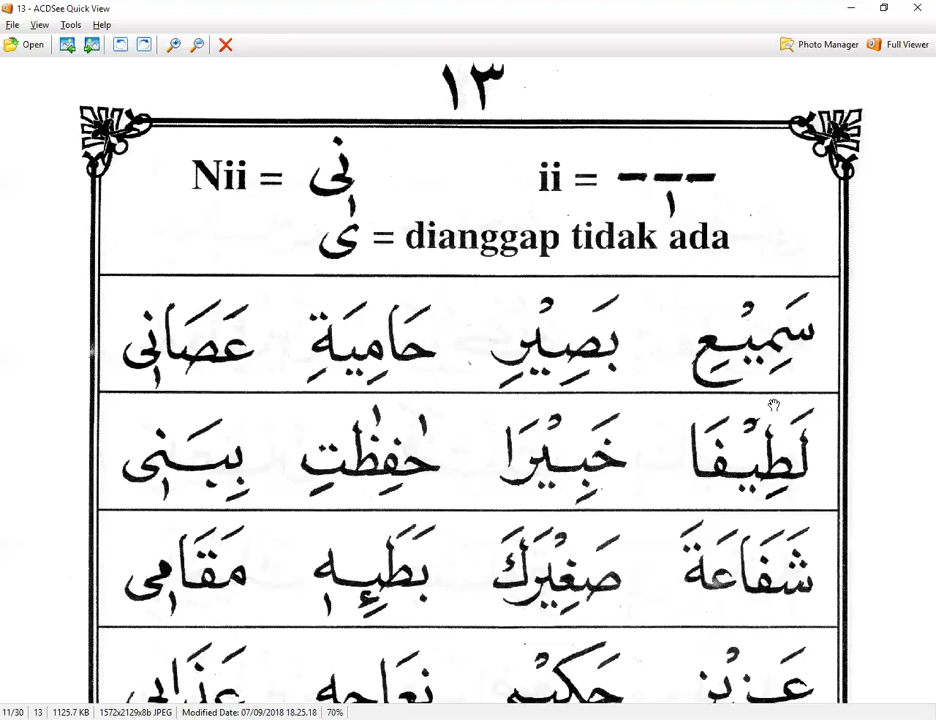 13 - ACDSee Quick View
File View Tools Help
Open Photo Manager Full Viewer
١٣
Nii = نٖى ii = ---ٖ
ى = dianggap tidak ada
سَمِيْعِ بَصِيْرِ حَامِيَةِ عَصَانٖى
لَطِيْفَا خَبِيْرَا حٰفِظٰتِ بِبَنٖى
شَفَاعَةَ صَغِيْرَكَ مَقَامٖى
عَزِيْزِ حَكِيْمِ عَذَابٖى
11/30 13 1125.7 KB 1572x2129x8b JPEG Modified Date: 07/09/2018 18.25.18 70%